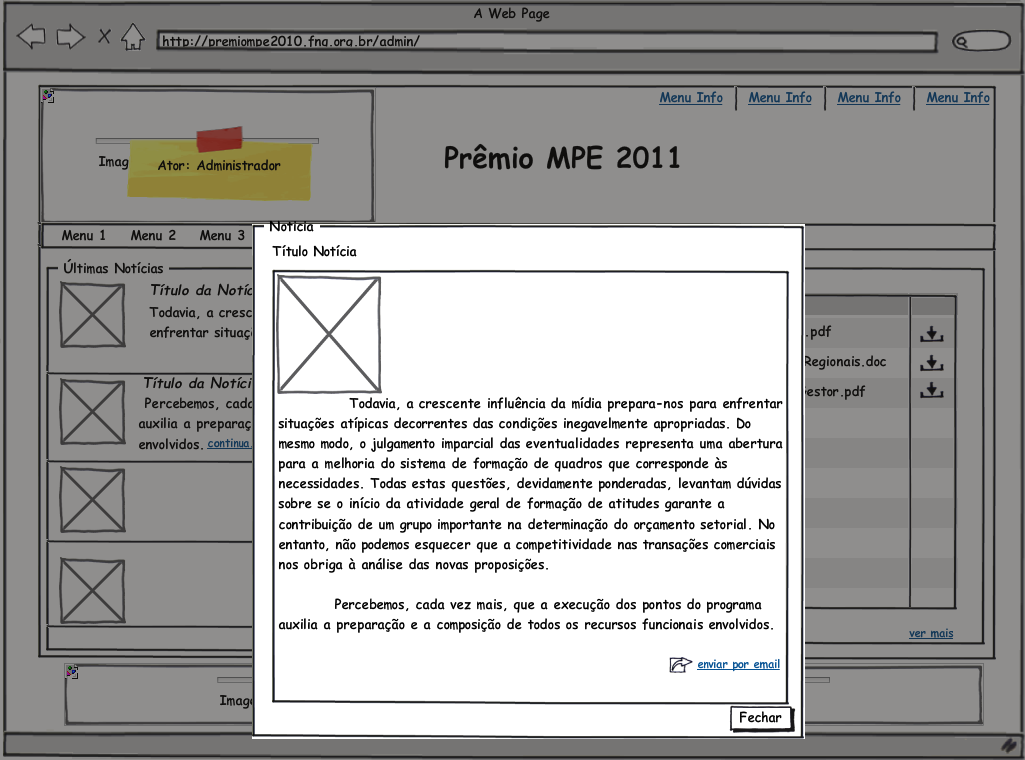 A Web Page
http://premiompe2010.fnq.org.br/admin/
Menu Info
Menu Info
Menu Info
Menu Info
Imag
Ator: Administrador
Prêmio MPE 2011
Menu 1
Menu 2
Menu 3
Últimas Notícias
Título da Notíc
Todavia, a cresc
enfrentar situaç
Título da Notíci
Percebemos, cada
auxilia a preparaç
envolvidos. continua
Notícia
Título Notícia
Todavia, a crescente influência da mídia prepara-nos para enfrentar
situações atípicas decorrentes das condições inegavelmente apropriadas. Do
mesmo modo, o julgamento imparcial das eventualidades representa uma abertura
para a melhoria do sistema de formação de quadros que corresponde às
necessidades. Todas estas questões, devidamente ponderadas, levantam dúvidas
sobre se o início da atividade geral de formação de atitudes garante a
contribuição de um grupo importante na determinação do orçamento setorial. No
entanto, não podemos esquecer que a competitividade nas transações comerciais
nos obriga à análise das novas proposições.
Percebemos, cada vez mais, que a execução dos pontos do programa
auxilia a preparação e a composição de todos os recursos funcionais envolvidos.
enviar por email
Fechar
.pdf
Regionais.doc
estor.pdf
ver mais
Image